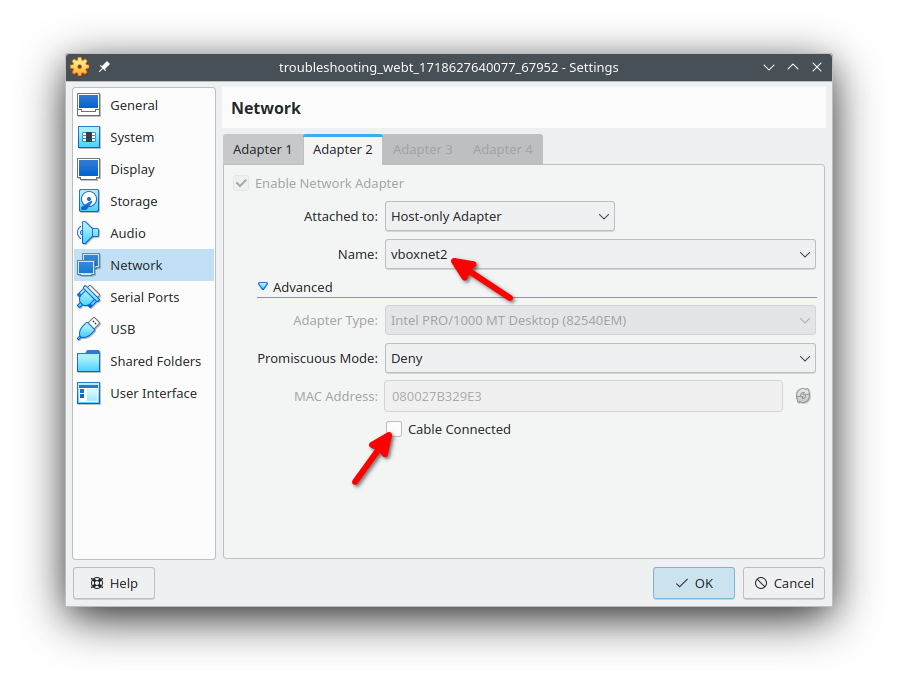 troubleshooting_webt_1718627640077_67952 - Settings
General
System
Display
Storage
Audio
Network
Serial Ports
USB
Shared Folders
User Interface
Network
Adapter 1 Adapter 2 Adapter 3 Adapter 4
Enable Network Adapter
Attached to: Host-only Adapter
Name: vboxnet2
Advanced
Adapter Type: Intel PRO/1000 MT Desktop (82540EM)
Promiscuous Mode: Deny
MAC Address: 080027B329E3
Cable Connected
Help OK Cancel